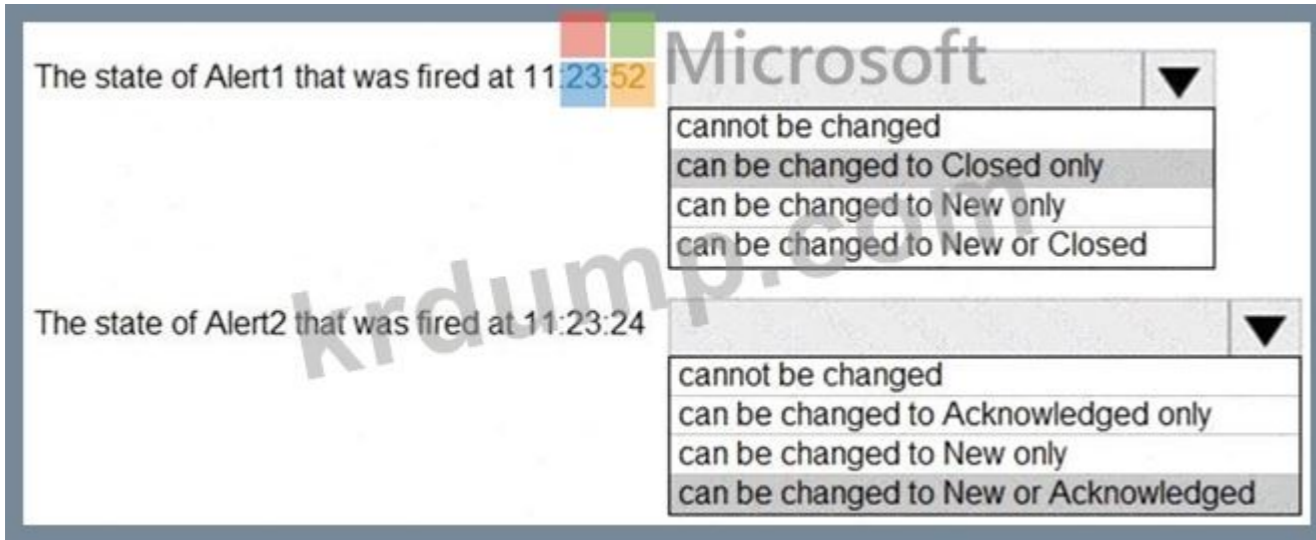 Microsoft
The state of Alert1 that was fired at 11:23:52
cannot be changed
can be changed to Closed only
can be changed to New only
can be changed to New or Closed
krdump.com
The state of Alert2 that was fired at 11:23:24
cannot be changed
can be changed to Acknowledged only
can be changed to New only
can be changed to New or Acknowledged